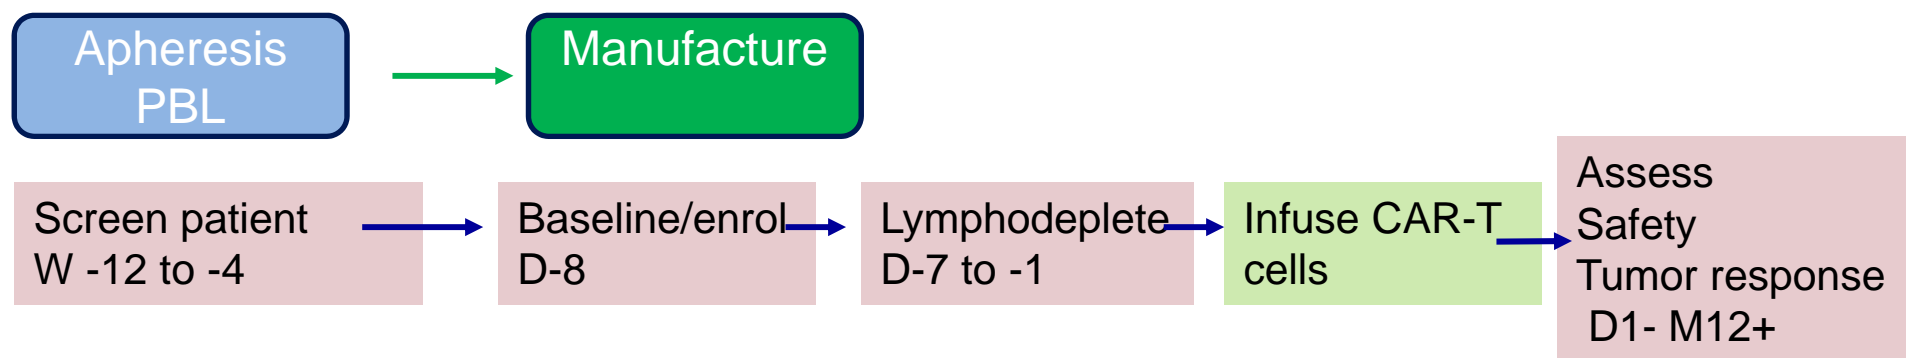 Apheresis
PBL
Manufacture
Screen patient
W -12 to -4
Baseline/enrol
D-8
Lymphodeplete
D-7 to -1
Infuse CAR-T
cells
Assess
Safety
Tumor response
D1- M12+